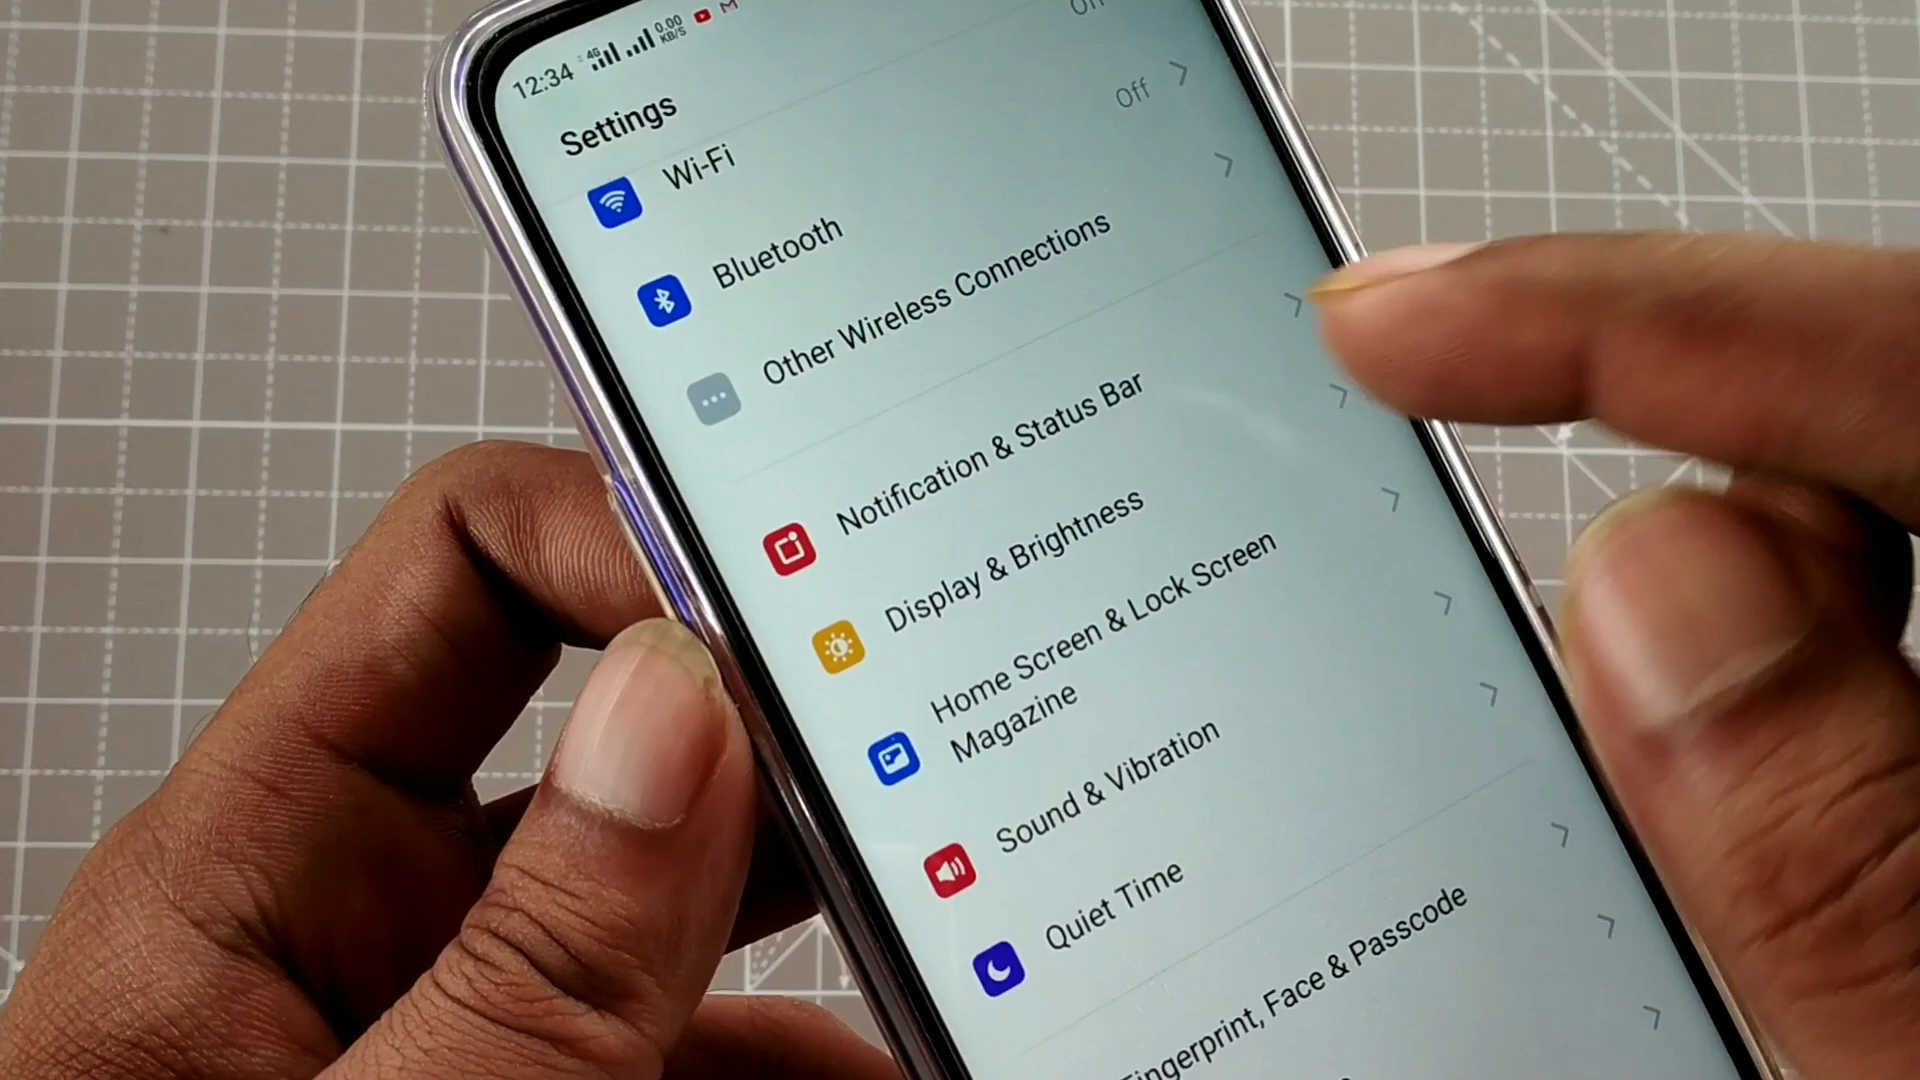 12:34 4G 0.00 KB/S
Settings
Wi-Fi
Bluetooth Off
Other Wireless Connections
Notification & Status Bar
Display & Brightness
Home Screen & Lock Screen
Magazine
Sound & Vibration
Quiet Time
Fingerprint, Face & Passcode